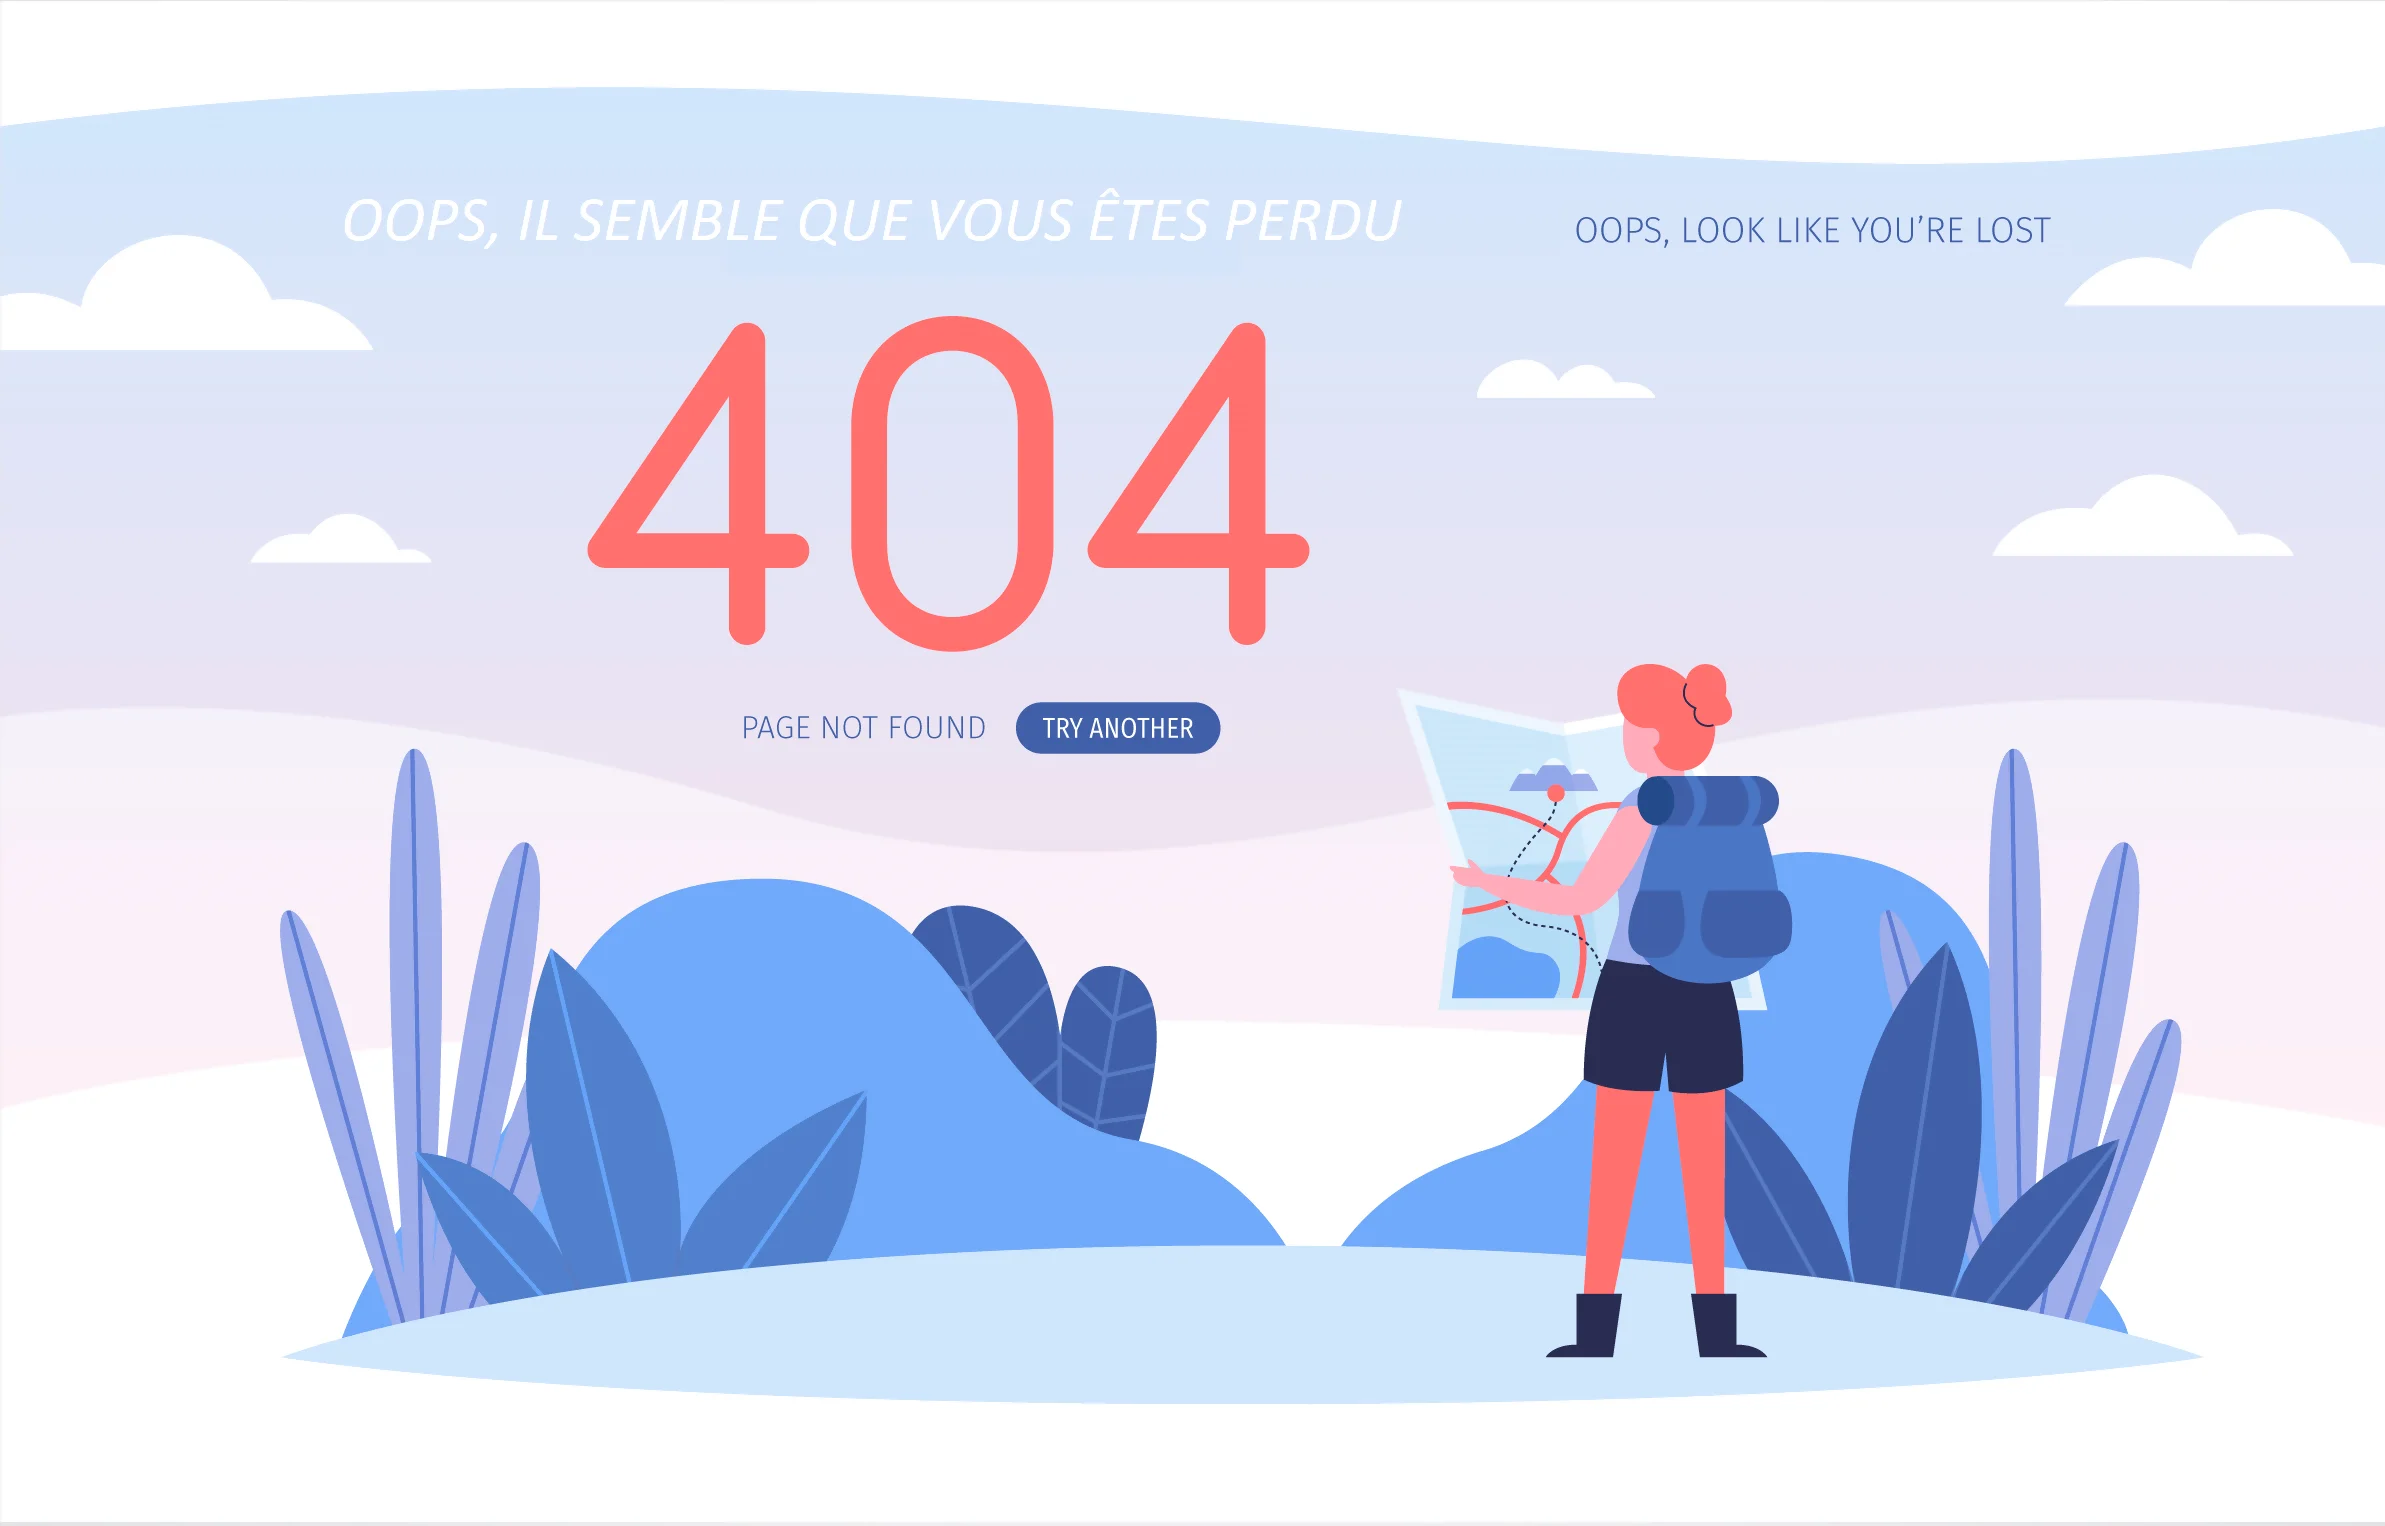 OOPS, IL SEMBLE QUE VOUS ÊTES PERDU
OOPS, LOOK LIKE YOU’RE LOST
404
PAGE NOT FOUND
TRY ANOTHER